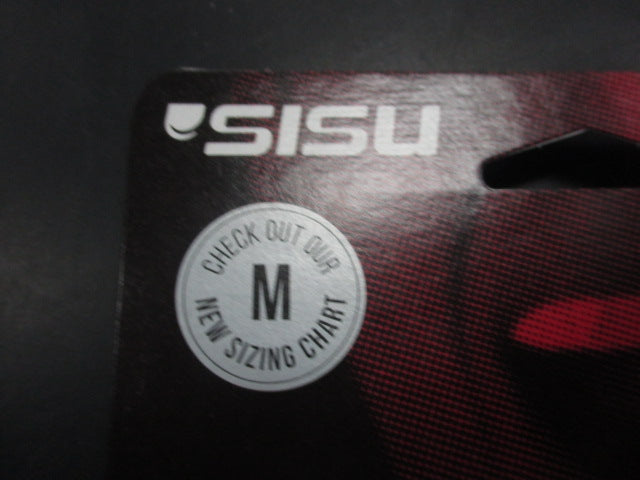 SISU
CHECK OUT OUR
M
NEW SIZING CHART